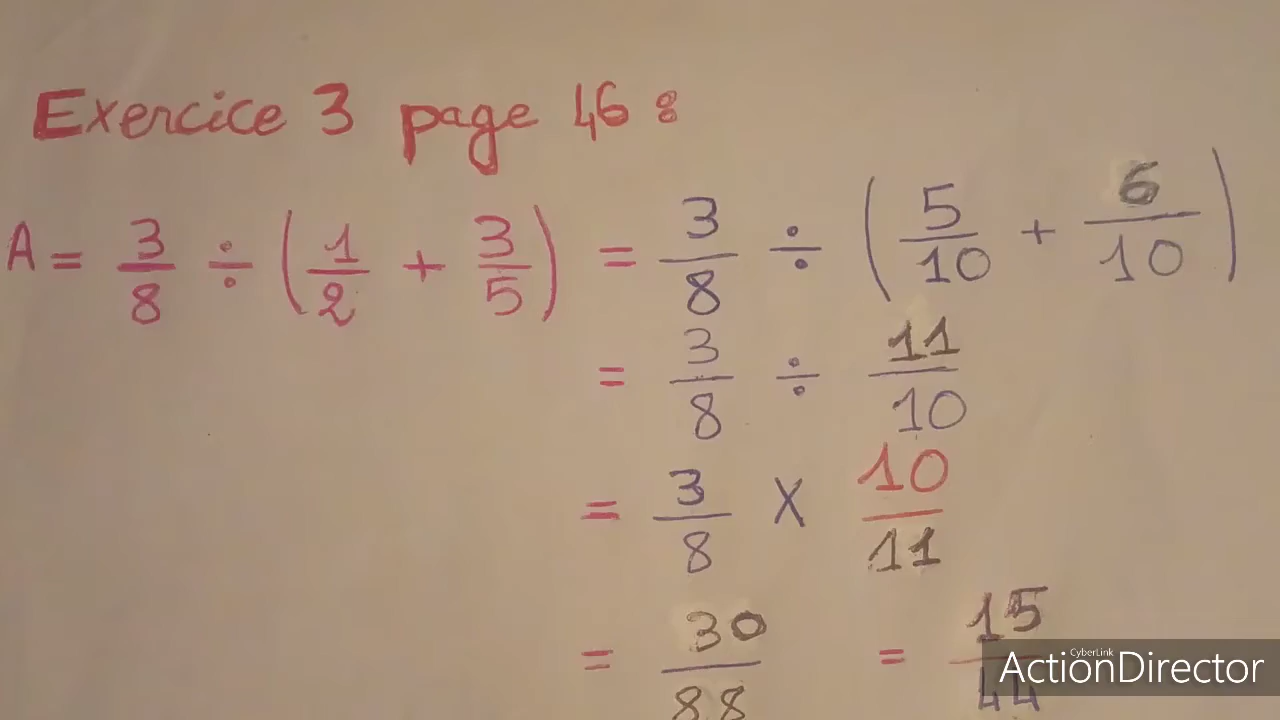 Exercice 3 page 46 :
A = 3/8 ÷ (1/2 + 3/5) = 3/8 ÷ (5/10 + 6/10)
= 3/8 ÷ 11/10
= 3/8 X 10/11
= 30/88 = 15/44
CyberLink
ActionDirector